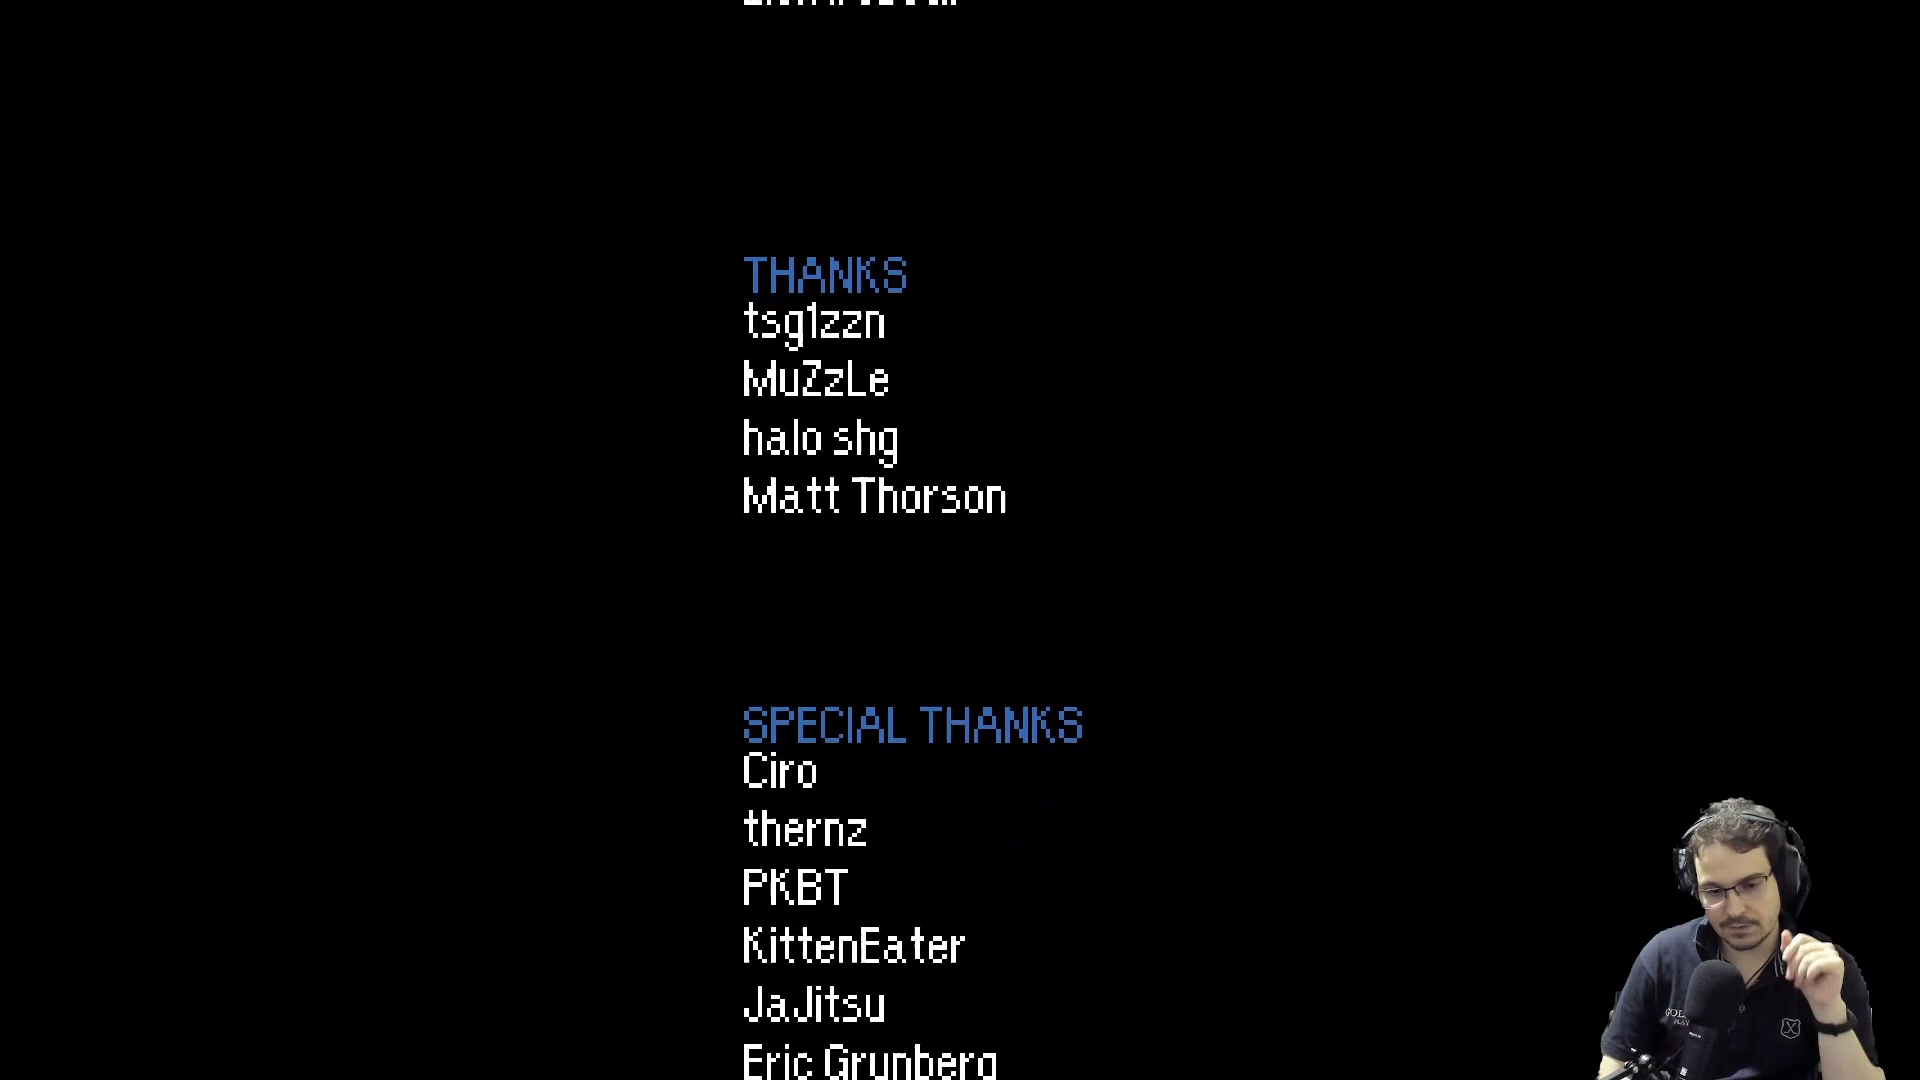 THANKS
tsg1zzn
MuZzLe
halo shg
Matt Thorson
SPECIAL THANKS
Ciro
thernz
PKBT
KittenEater
JaJitsu
Eric Grunberg